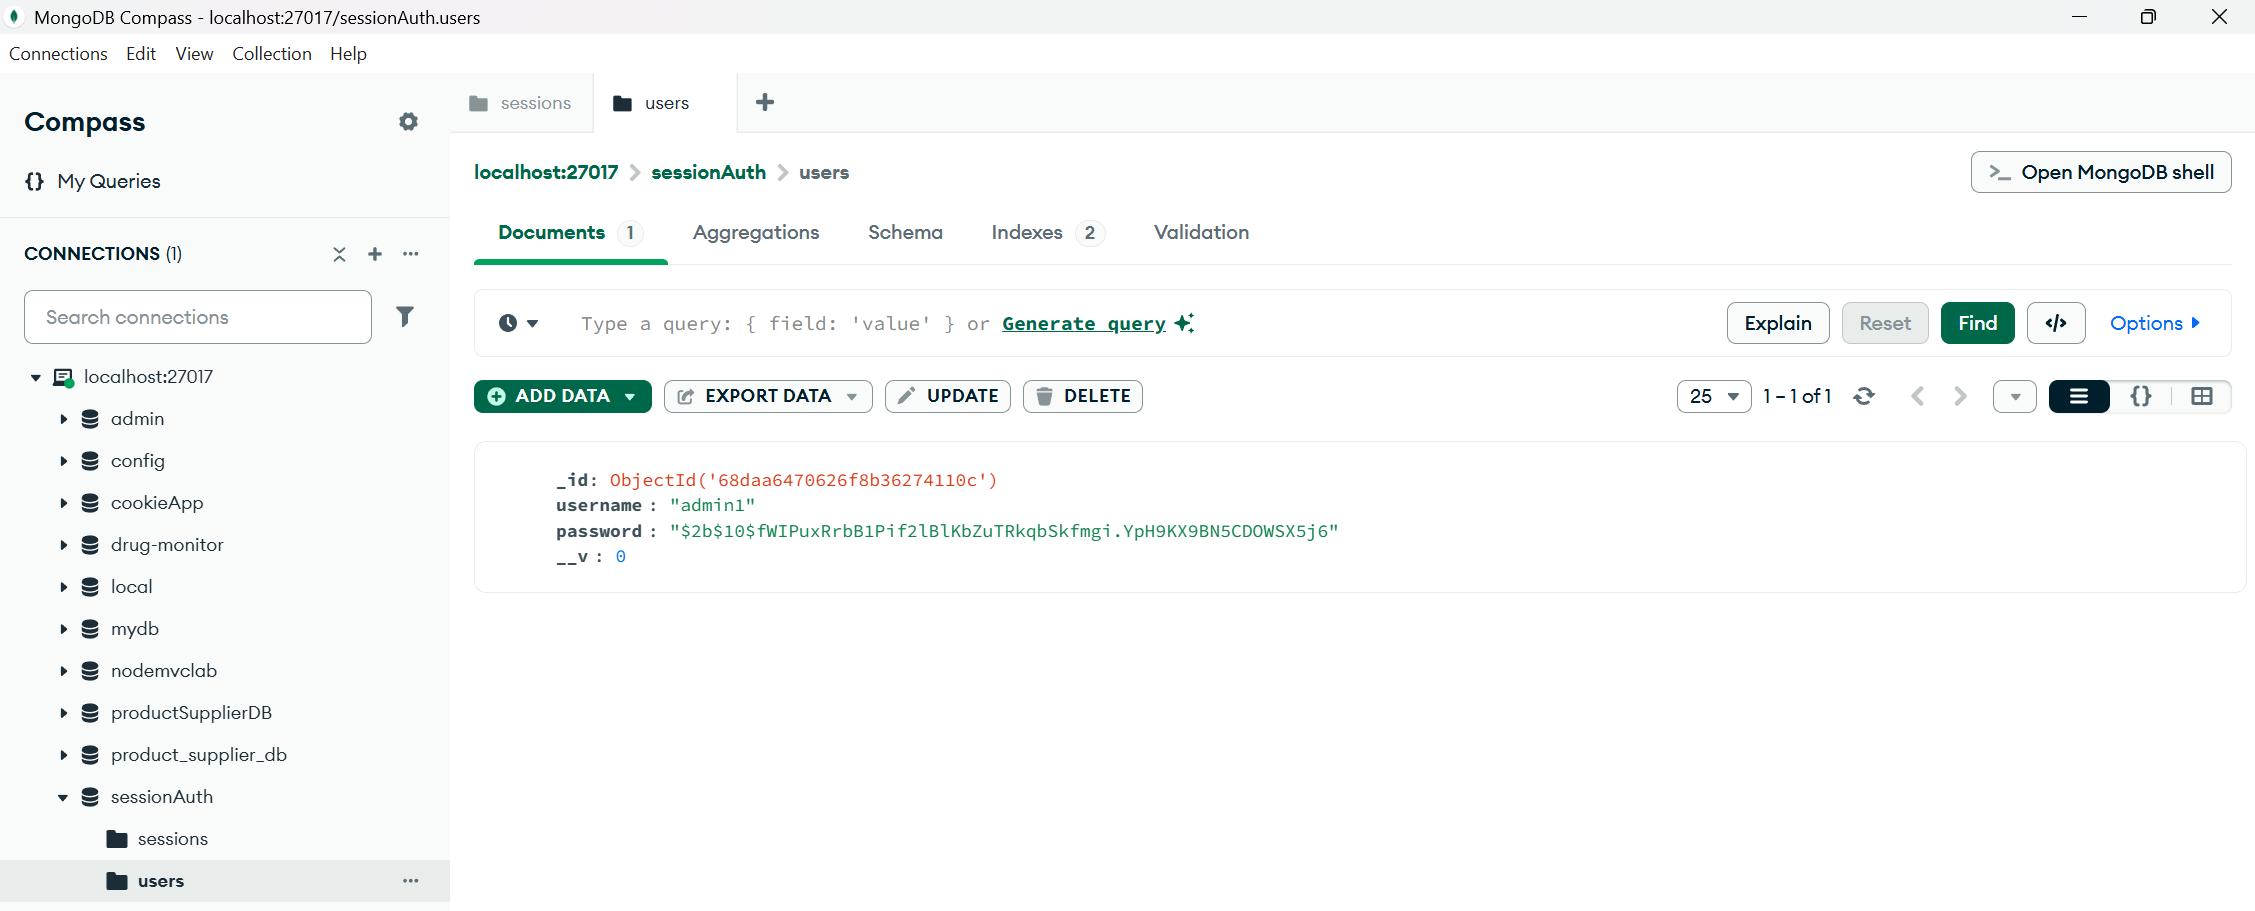 MongoDB Compass - localhost:27017/sessionAuth.users
Connections Edit View Collection Help
Compass
{} My Queries
CONNECTIONS (1)
Search connections
localhost:27017
admin
config
cookieApp
drug-monitor
local
mydb
nodemvclab
productSupplierDB
product_supplier_db
sessionAuth
sessions
users
sessions
users
localhost:27017 > sessionAuth > users
>_ Open MongoDB shell
Documents 1 Aggregations Schema Indexes 2 Validation
Type a query: { field: 'value' } or Generate query
Explain Reset Find </> Options
ADD DATA EXPORT DATA UPDATE DELETE
25 1 – 1 of 1 {}
_id: ObjectId('68daa6470626f8b36274110c')
username : "admin1"
password : "$2b$10$fWIPuxRrbB1Pif2lBlKbZuTRkqbSkfmgi.YpH9KX9BN5CDOWSX5j6"
__v : 0